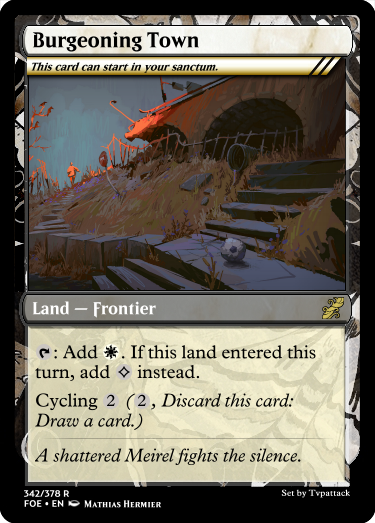 Burgeoning Town
This card can start in your sanctum.
Land — Frontier
: Add . If this land entered this
turn, add instead.
Cycling 2 (2, Discard this card:
Draw a card.)
A shattered Meirel fights the silence.
342/378 R
FOE • EN Mathias Hermier
Set by Tvpattack